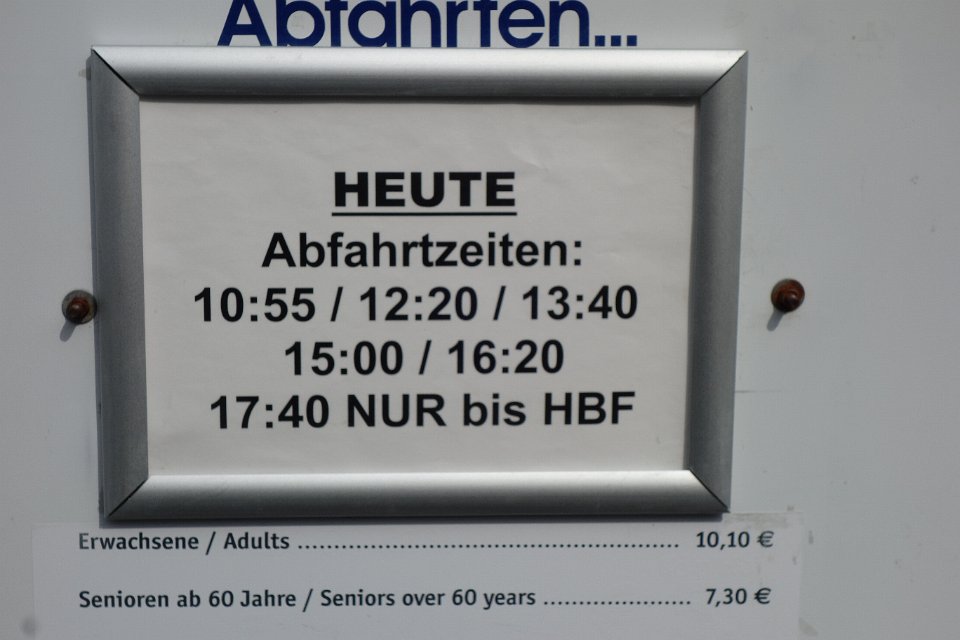 Abfahrten...
HEUTE
Abfahrtzeiten:
10:55 / 12:20 / 13:40
15:00 / 16:20
17:40 NUR bis HBF
Erwachsene / Adults ........................................................ 10,10 €
Senioren ab 60 Jahre / Seniors over 60 years ...................... 7,30 €